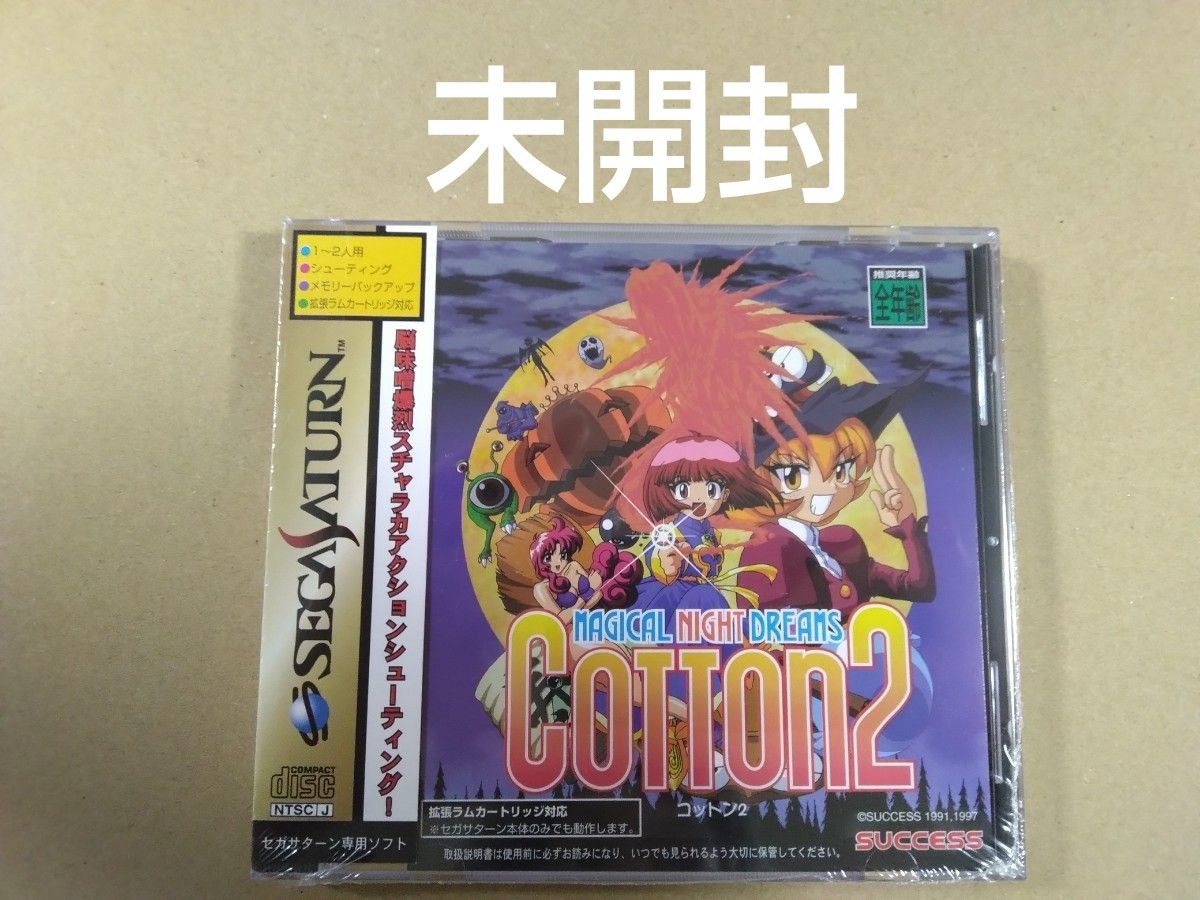 未開封
●1〜2人用
●シューティング
●メモリーバックアップ
●拡張ラムカートリッジ対応
脳味噌爆烈スチャラカアクションシューティング!
SEGA SATURN™
COMPACT
disc
NTSC J
セガサターン専用ソフト
推奨年齢
全年齢
MAGICAL NIGHT DREAMS
COTTON2
コットン2
拡張ラムカートリッジ対応
※セガサターン本体のみでも動作します。
©SUCCESS 1991,1997
SUCCESS
取扱説明書は使用前に必ずお読みになり、いつでも見られるよう大切に保管してください。